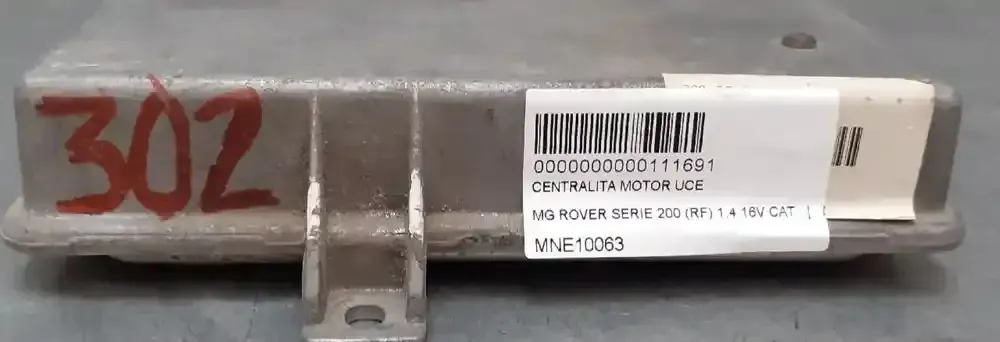 302
0000000000111691
CENTRALITA MOTOR UCE
MG ROVER SERIE 200 (RF) 1.4 16V CAT
MNE10063